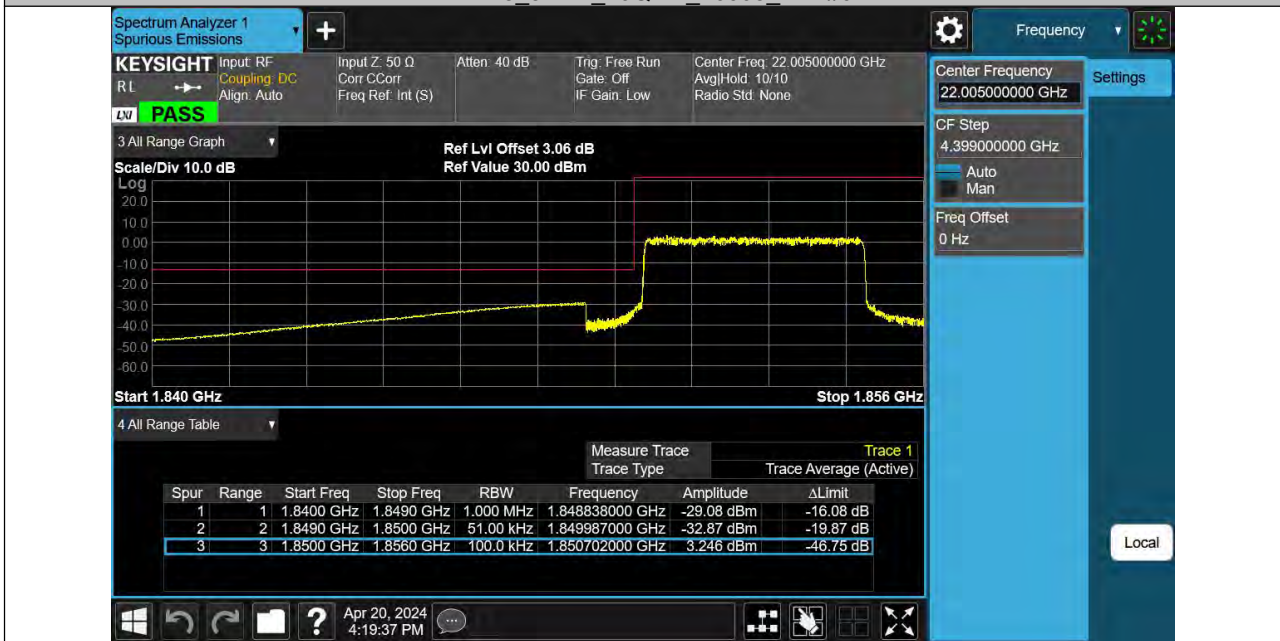 Spectrum Analyzer 1
Spurious Emissions
+
Frequency
KEYSIGHT
RL
LXI PASS
Input: RF
Coupling: DC
Align: Auto
Input Z: 50 Ω
Corr CCorr
Freq Ref: Int (S)
Atten: 40 dB
Trig: Free Run
Gate: Off
IF Gain: Low
Center Freq: 22.005000000 GHz
Avg|Hold: 10/10
Radio Std: None
Center Frequency
22.005000000 GHz
Settings
CF Step
4.399000000 GHz
Auto
Man
Freq Offset
0 Hz
3 All Range Graph
Scale/Div 10.0 dB
Ref Lvl Offset 3.06 dB
Ref Value 30.00 dBm
Log
20.0
10.0
0.00
-10.0
-20.0
-30.0
-40.0
-50.0
-60.0
Start 1.840 GHz
Stop 1.856 GHz
4 All Range Table
Measure Trace Trace 1
Trace Type Trace Average (Active)
Spur Range Start Freq Stop Freq RBW Frequency Amplitude ΔLimit
1 1 1.8400 GHz 1.8490 GHz 1.000 MHz 1.848838000 GHz -29.08 dBm -16.08 dB
2 2 1.8490 GHz 1.8500 GHz 51.00 kHz 1.849987000 GHz -32.87 dBm -19.87 dB
3 3 1.8500 GHz 1.8560 GHz 100.0 kHz 1.850702000 GHz 3.246 dBm -46.75 dB
Local
?
Apr 20, 2024
4:19:37 PM